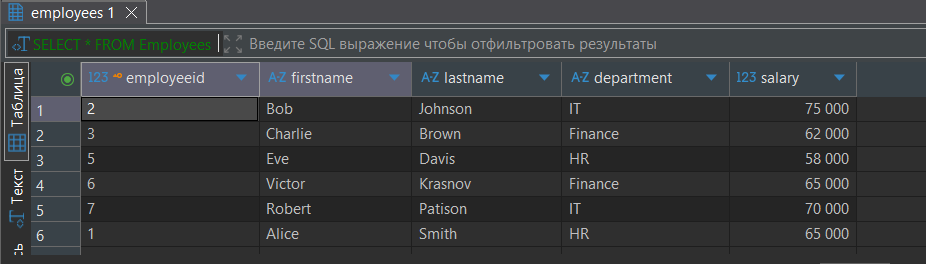 employees 1
SELECT * FROM Employees Введите SQL выражение чтобы отфильтровать результаты
Таблица
Текст
123 employeeid A-Z firstname A-Z lastname A-Z department 123 salary
1 2 Bob Johnson IT 75 000
2 3 Charlie Brown Finance 62 000
3 5 Eve Davis HR 58 000
4 6 Victor Krasnov Finance 65 000
5 7 Robert Patison IT 70 000
6 1 Alice Smith HR 65 000